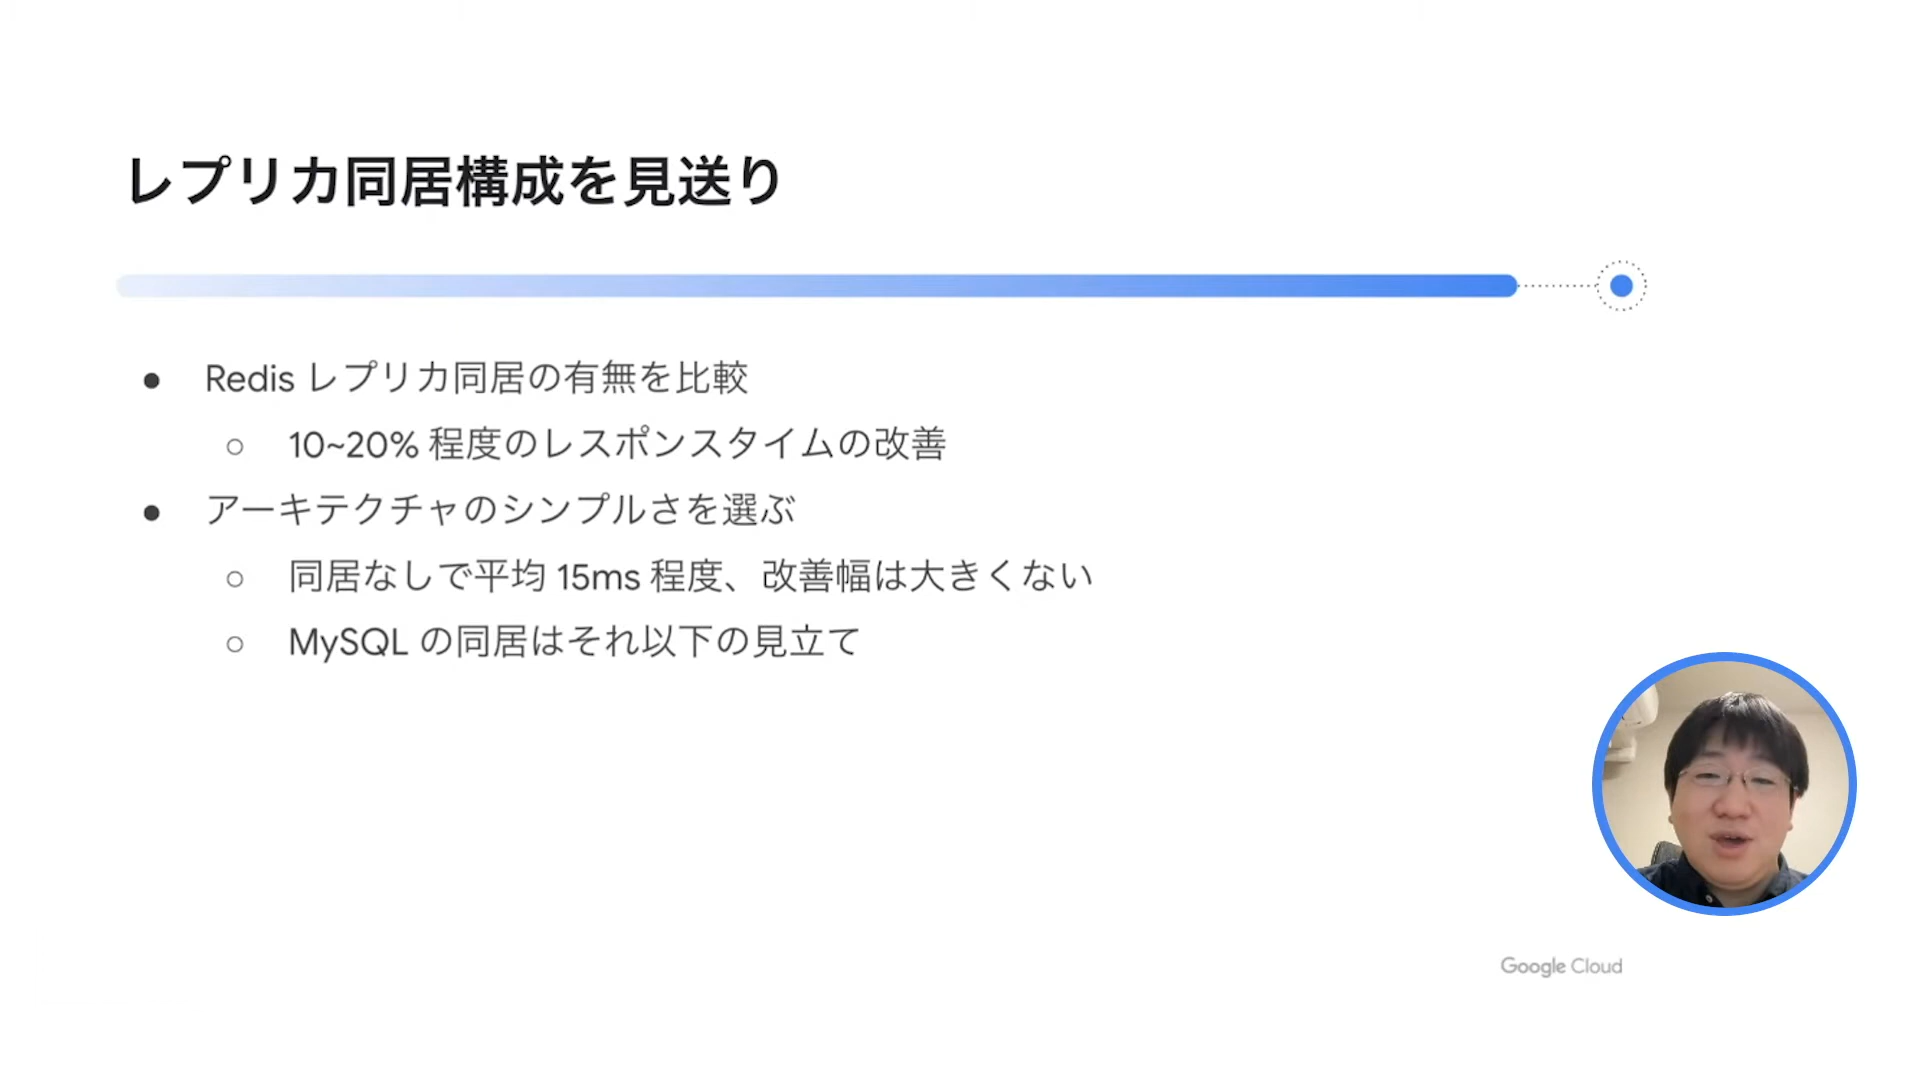 レプリカ同居構成を見送り
● Redis レプリカ同居の有無を比較
○ 10~20% 程度のレスポンスタイムの改善
● アーキテクチャのシンプルさを選ぶ
○ 同居なしで平均 15ms 程度、改善幅は大きくない
○ MySQL の同居はそれ以下の見立て
Google Cloud